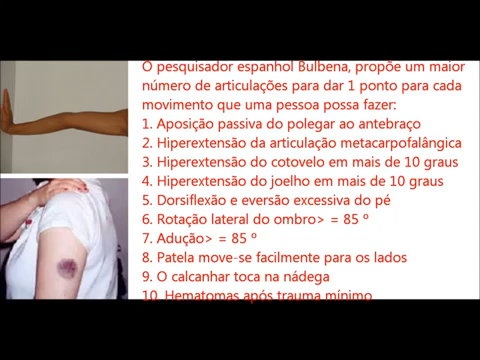 O pesquisador espanhol Bulbena, propõe um maior
número de articulações para dar 1 ponto para cada
movimento que uma pessoa possa fazer:
1. Aposição passiva do polegar ao antebraço
2. Hiperextensão da articulação metacarpofalângica
3. Hiperextensão do cotovelo em mais de 10 graus
4. Hiperextensão do joelho em mais de 10 graus
5. Dorsiflexão e eversão excessiva do pé
6. Rotação lateral do ombro> = 85 º
7. Adução> = 85 º
8. Patela move-se facilmente para os lados
9. O calcanhar toca na nádega
10. Hematomas após trauma mínimo